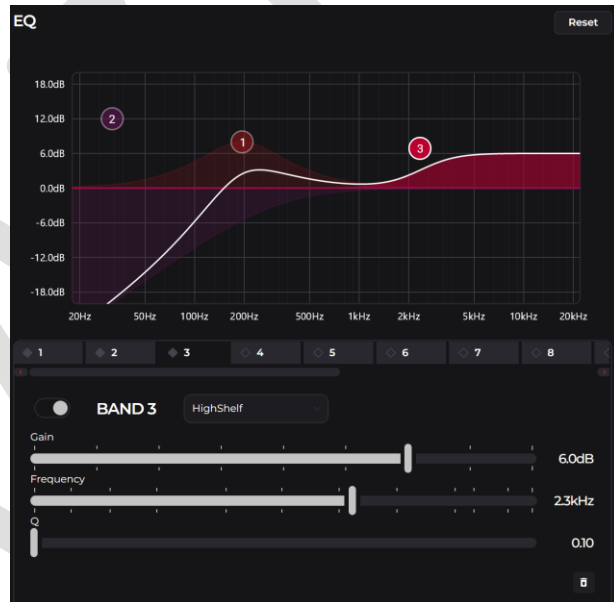 EQ Reset
18.0dB
12.0dB
6.0dB
0.0dB
-6.0dB
-12.0dB
-18.0dB
2
1
3
20Hz 50Hz 100Hz 200Hz 500Hz 1kHz 2kHz 5kHz 10kHz 20kHz
1 2 3 4 5 6 7 8
BAND 3 HighShelf
Gain
6.0dB
Frequency
2.3kHz
Q
0.10